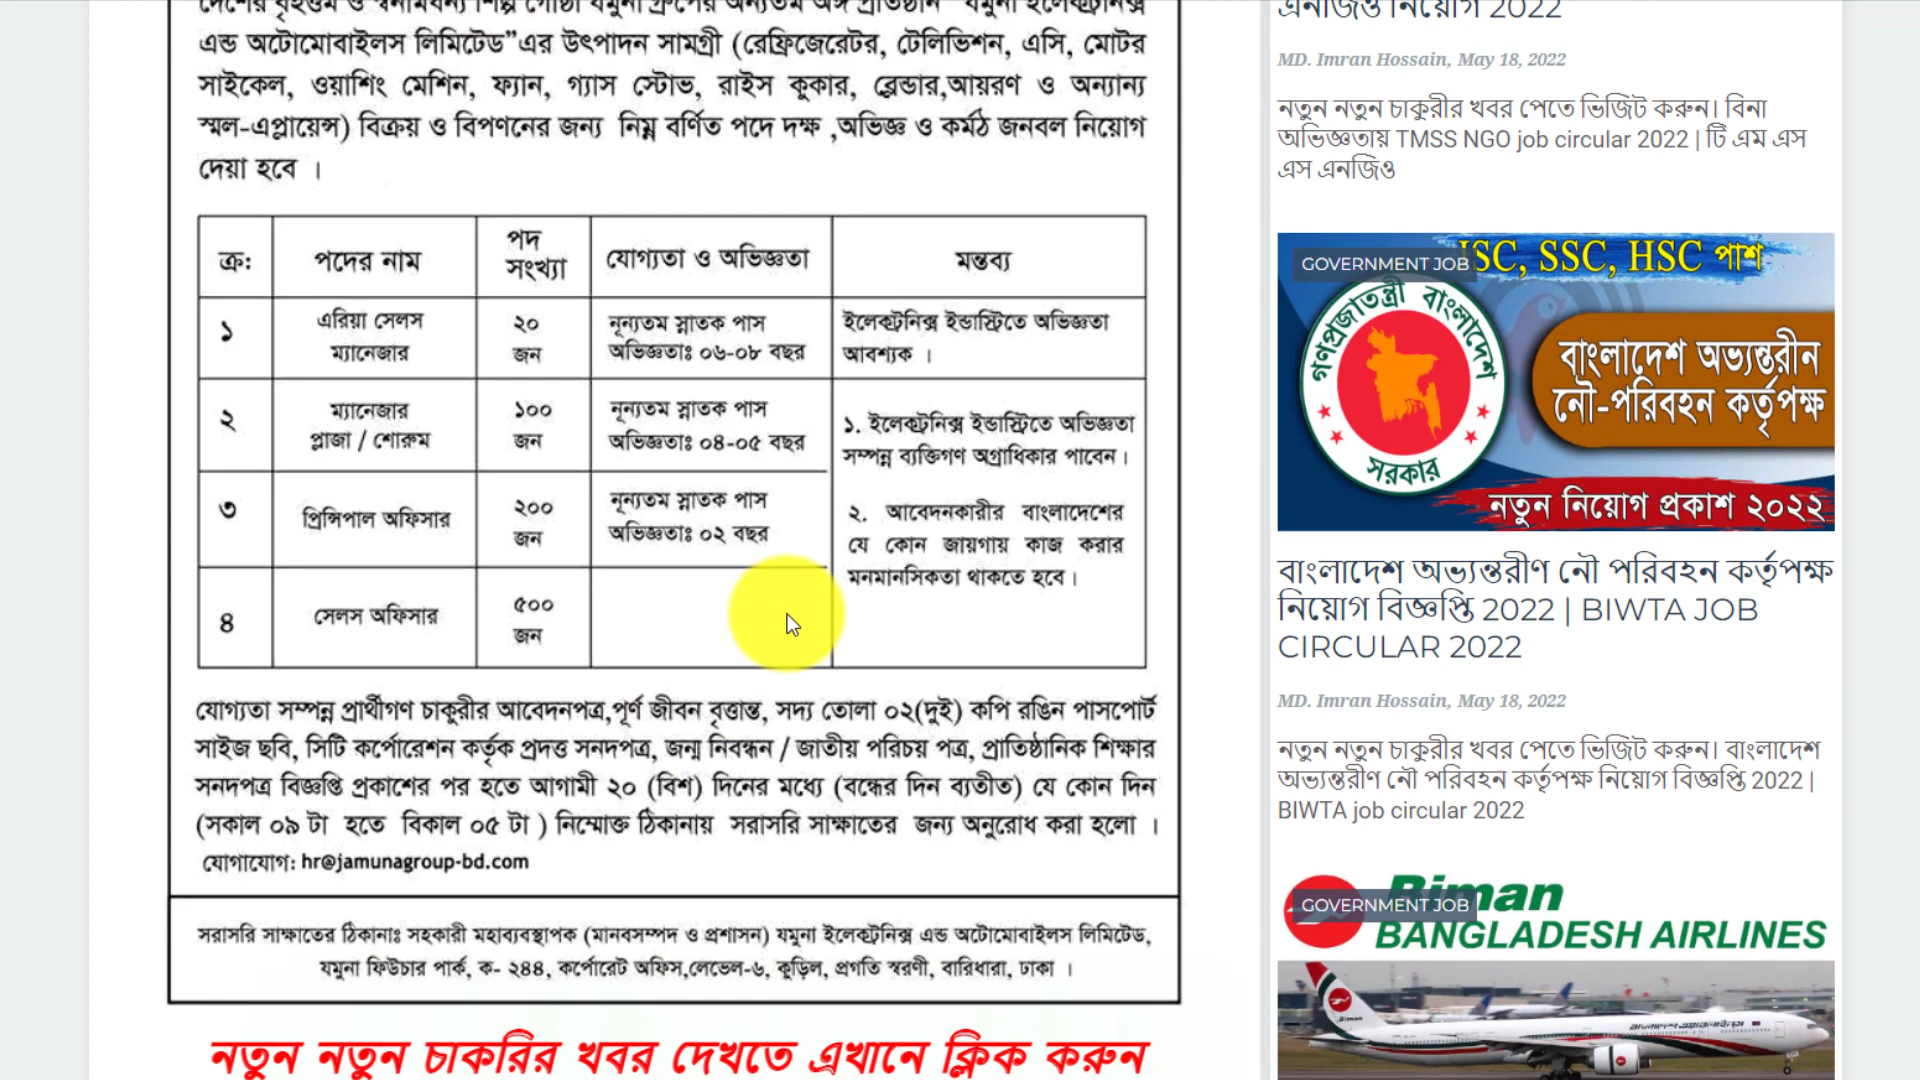 দেশের বৃহত্তম ও স্বনামধন্য শিল্প গোষ্ঠী যমুনা গ্রুপের অন্যতম অঙ্গ প্রতিষ্ঠান "যমুনা ইলেকট্রনিক্স
এন্ড অটোমোবাইলস লিমিটেড"এর উৎপাদন সামগ্রী (রেফ্রিজেরেটর, টেলিভিশন, এসি, মোটর
সাইকেল, ওয়াশিং মেশিন, ফ্যান, গ্যাস স্টোভ, রাইস কুকার, ব্লেন্ডার,আয়রণ ও অন্যান্য
স্মল-এপ্লায়েন্স) বিক্রয় ও বিপণনের জন্য নিম্ন বর্ণিত পদে দক্ষ ,অভিজ্ঞ ও কর্মঠ জনবল নিয়োগ
দেয়া হবে ।
ক্র: পদের নাম পদ সংখ্যা যোগ্যতা ও অভিজ্ঞতা মন্তব্য
১ এরিয়া সেলস ম্যানেজার ২০ জন নূন্যতম স্নাতক পাস অভিজ্ঞতাঃ ০৬-০৮ বছর ইলেকট্রনিক্স ইন্ডাস্ট্রিতে অভিজ্ঞতা আবশ্যক ।
২ ম্যানেজার প্লাজা / শোরুম ১০০ জন নূন্যতম স্নাতক পাস অভিজ্ঞতাঃ ০৪-০৫ বছর
১. ইলেকট্রনিক্স ইন্ডাস্ট্রিতে অভিজ্ঞতা
সম্পন্ন ব্যক্তিগণ অগ্রাধিকার পাবেন।
৩ প্রিন্সিপাল অফিসার ২০০ জন নূন্যতম স্নাতক পাস অভিজ্ঞতাঃ ০২ বছর
২. আবেদনকারীর বাংলাদেশের
যে কোন জায়গায় কাজ করার
মনমানসিকতা থাকতে হবে।
৪ সেলস অফিসার ৫০০ জন
যোগ্যতা সম্পন্ন প্রার্থীগণ চাকুরীর আবেদনপত্র,পূর্ণ জীবন বৃত্তান্ত, সদ্য তোলা ০২(দুই) কপি রঙিন পাসপোর্ট
সাইজ ছবি, সিটি কর্পোরেশন কর্তৃক প্রদত্ত সনদপত্র, জন্ম নিবন্ধন / জাতীয় পরিচয় পত্র, প্রাতিষ্ঠানিক শিক্ষার
সনদপত্র বিজ্ঞপ্তি প্রকাশের পর হতে আগামী ২০ (বিশ) দিনের মধ্যে (বন্ধের দিন ব্যতীত) যে কোন দিন
(সকাল ০৯ টা হতে বিকাল ০৫ টা ) নিম্মোক্ত ঠিকানায় সরাসরি সাক্ষাতের জন্য অনুরোধ করা হলো ।
যোগাযোগ: hr@jamunagroup-bd.com
সরাসরি সাক্ষাতের ঠিকানাঃ সহকারী মহাব্যবস্থাপক (মানবসম্পদ ও প্রশাসন) যমুনা ইলেকট্রনিক্স এন্ড অটোমোবাইলস লিমিটেড,
যমুনা ফিউচার পার্ক, ক- ২৪৪, কর্পোরেট অফিস,লেভেল-৬, কুড়িল, প্রগতি স্বরণী, বারিধারা, ঢাকা ।
নতুন নতুন চাকরির খবর দেখতে এখানে ক্লিক করুন
এনজিও নিয়োগ 2022
MD. Imran Hossain, May 18, 2022
নতুন নতুন চাকুরীর খবর পেতে ভিজিট করুন। বিনা
অভিজ্ঞতায় TMSS NGO job circular 2022 | টি এম এস
এস এনজিও
GOVERNMENT JOB
JSC, SSC, HSC পাশ
গণপ্রজাতন্ত্রী বাংলাদেশ
সরকার
বাংলাদেশ অভ্যন্তরীন
নৌ-পরিবহন কর্তৃপক্ষ
নতুন নিয়োগ প্রকাশ ২০২২
বাংলাদেশ অভ্যন্তরীণ নৌ পরিবহন কর্তৃপক্ষ
নিয়োগ বিজ্ঞপ্তি 2022 | BIWTA JOB
CIRCULAR 2022
MD. Imran Hossain, May 18, 2022
নতুন নতুন চাকুরীর খবর পেতে ভিজিট করুন। বাংলাদেশ
অভ্যন্তরীণ নৌ পরিবহন কর্তৃপক্ষ নিয়োগ বিজ্ঞপ্তি 2022 |
BIWTA job circular 2022
GOVERNMENT JOB
Biman
BANGLADESH AIRLINES